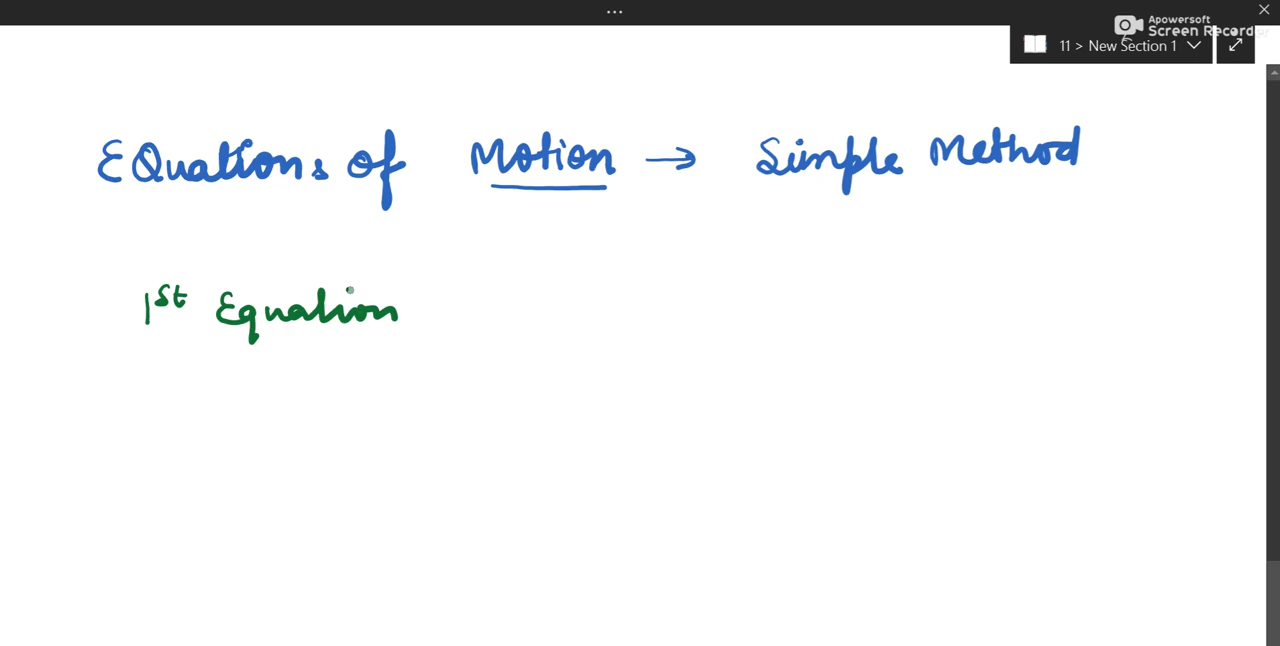 ...
Apowersoft
Screen Recorder
11 > New Section 1
EQuations of Motion → Simple Method
1st Equation